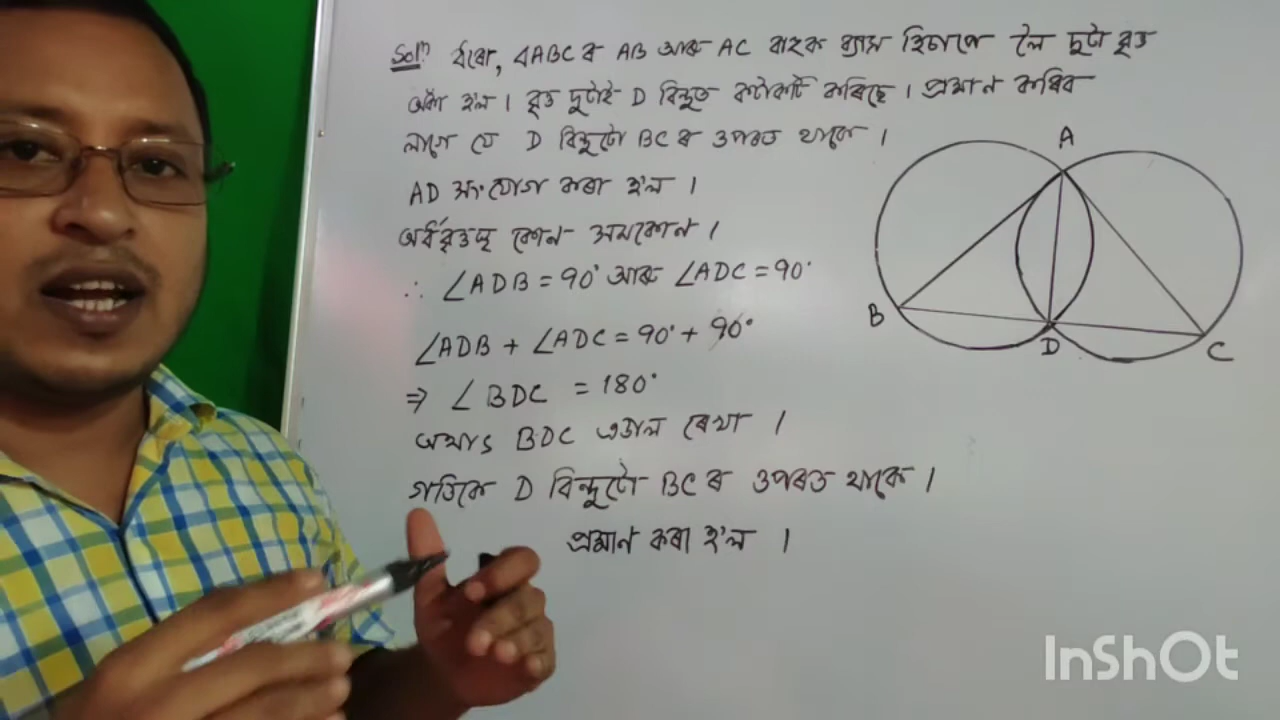 Solⁿ ধৰো, ΔABC ৰ AB আৰু AC বাহুক ব্যাস হিচাপে লৈ দুটা বৃত্ত
অঁকা হ'ল । বৃত্ত দুটাই D বিন্দুত কটাকটি কৰিছে । প্ৰমাণ কৰিব
লাগে যে D বিন্দুটো BC ৰ ওপৰত থাকে ।
AD সংযোগ কৰা হ'ল ।
অৰ্ধবৃত্তস্থ কোণ সমকোণ ।
∴ ∠ADB = 90° আৰু ∠ADC = 90°
∠ADB + ∠ADC = 90° + 90°
⇒ ∠BDC = 180°
অৰ্থাৎ BDC এডাল ৰেখা ।
গতিকে D বিন্দুটো BC ৰ ওপৰত থাকে ।
প্ৰমাণ কৰা হ'ল ।
A
B
D
C
InShOt